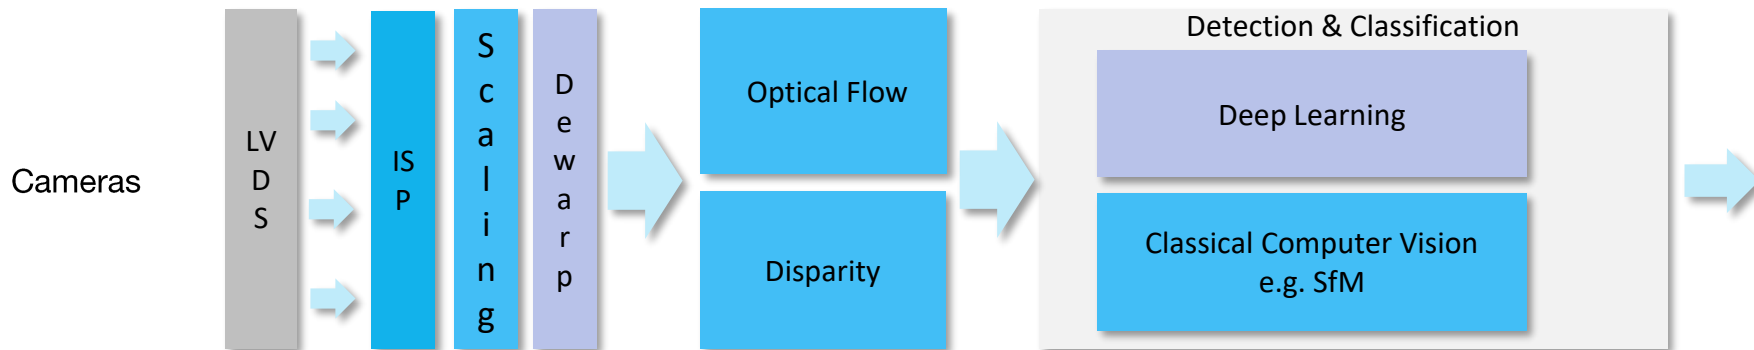 Cameras
LV
D
S
IS
P
S
c
a
l
i
n
g
D
e
w
a
r
p
Optical Flow
Disparity
Detection & Classification
Deep Learning
Classical Computer Vision
e.g. SfM